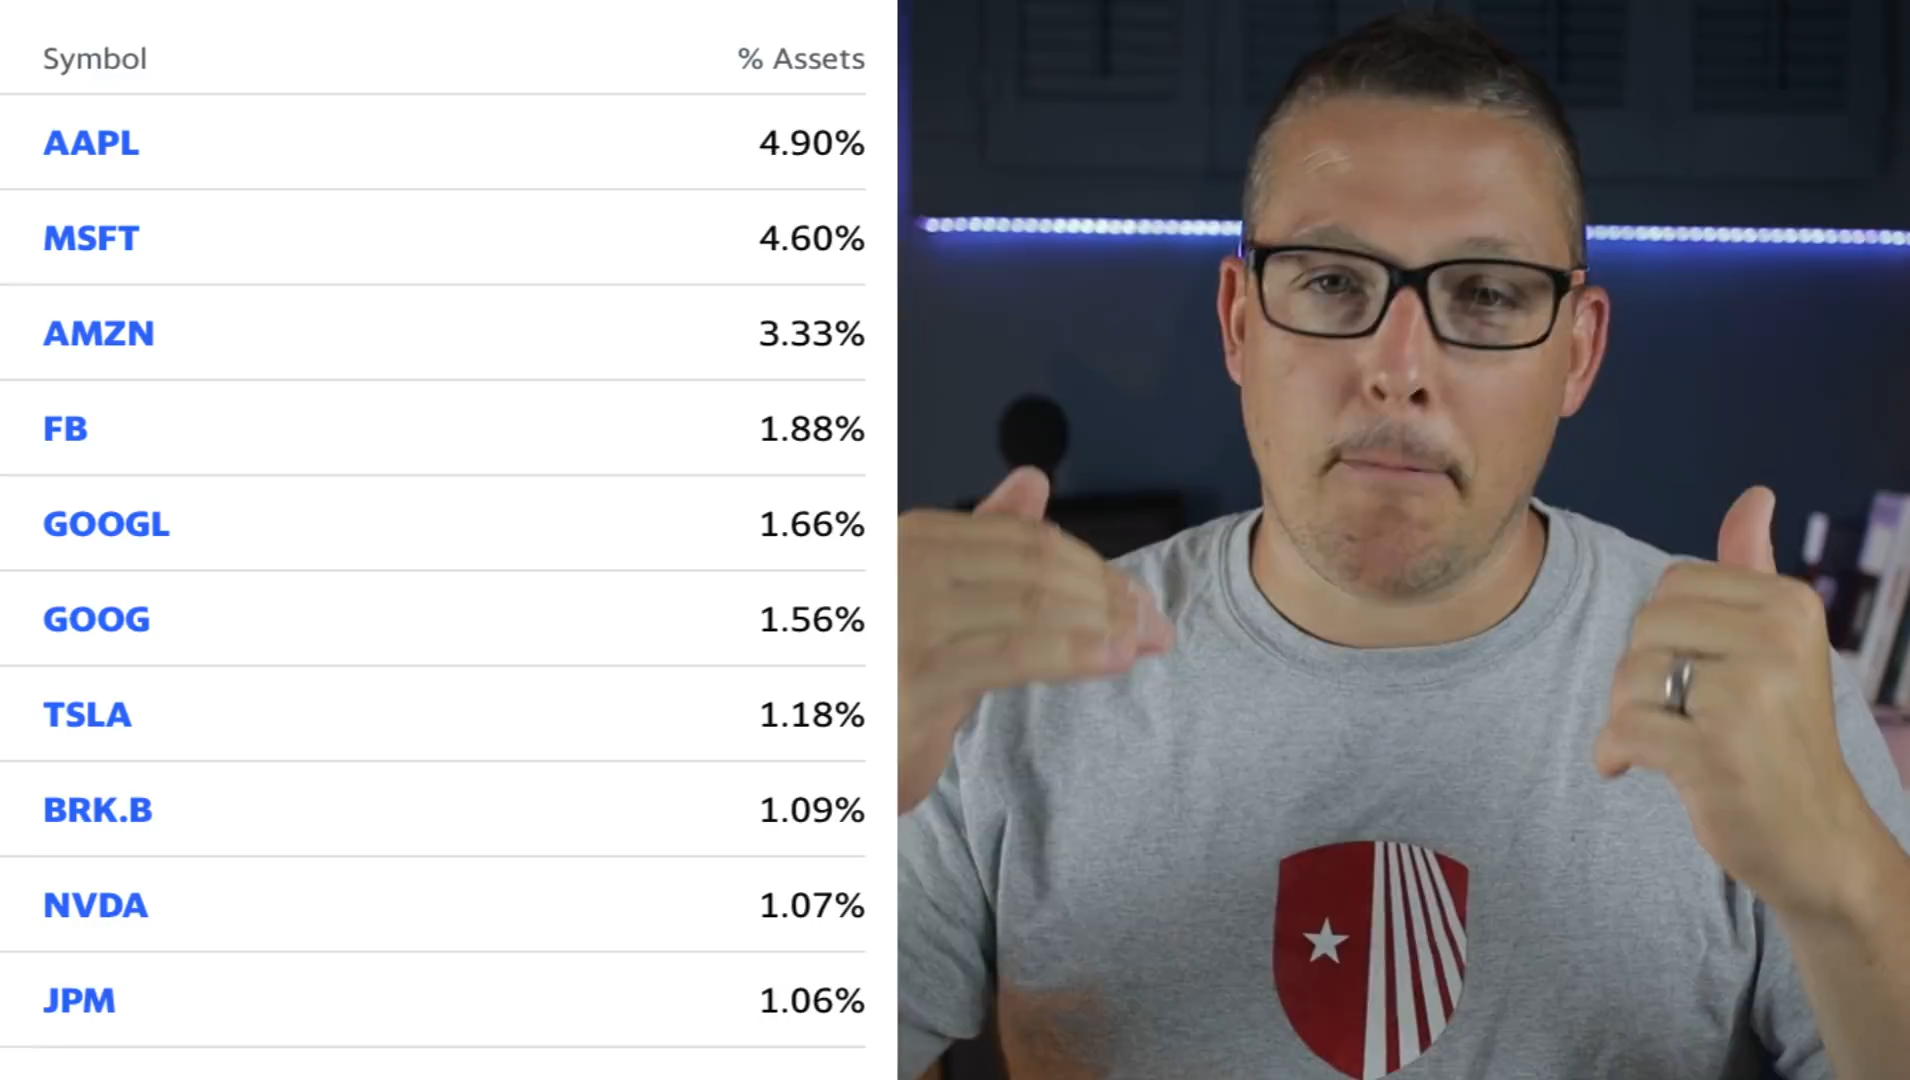 Symbol % Assets
AAPL 4.90%
MSFT 4.60%
AMZN 3.33%
FB 1.88%
GOOGL 1.66%
GOOG 1.56%
TSLA 1.18%
BRK.B 1.09%
NVDA 1.07%
JPM 1.06%